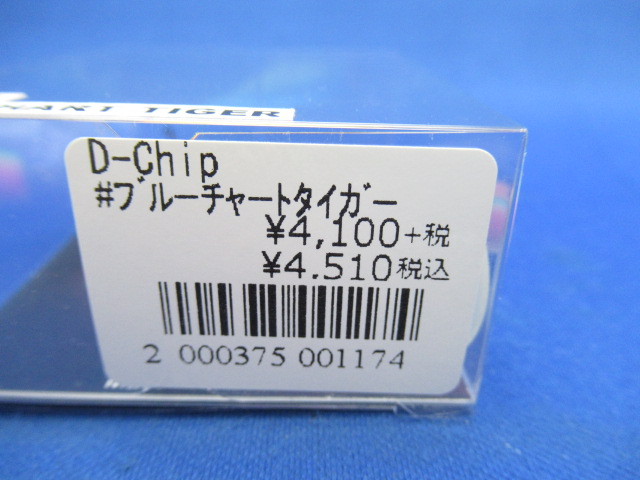 TIGER
D-Chip
#ブルーチャートタイガー
¥4,100+税
¥4.510税込
2 000375 001174